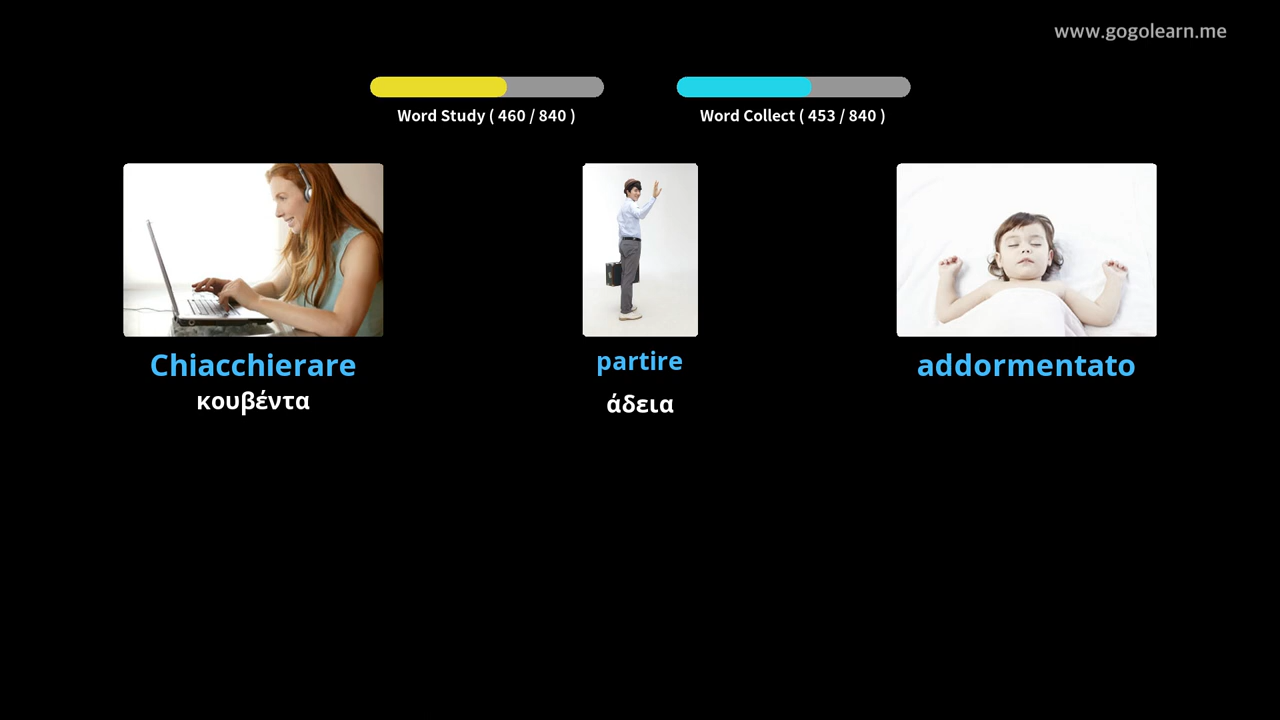 www.gogolearn.me
Word Study ( 460 / 840 )
Word Collect ( 453 / 840 )
Chiacchierare
κουβέντα
partire
άδεια
addormentato